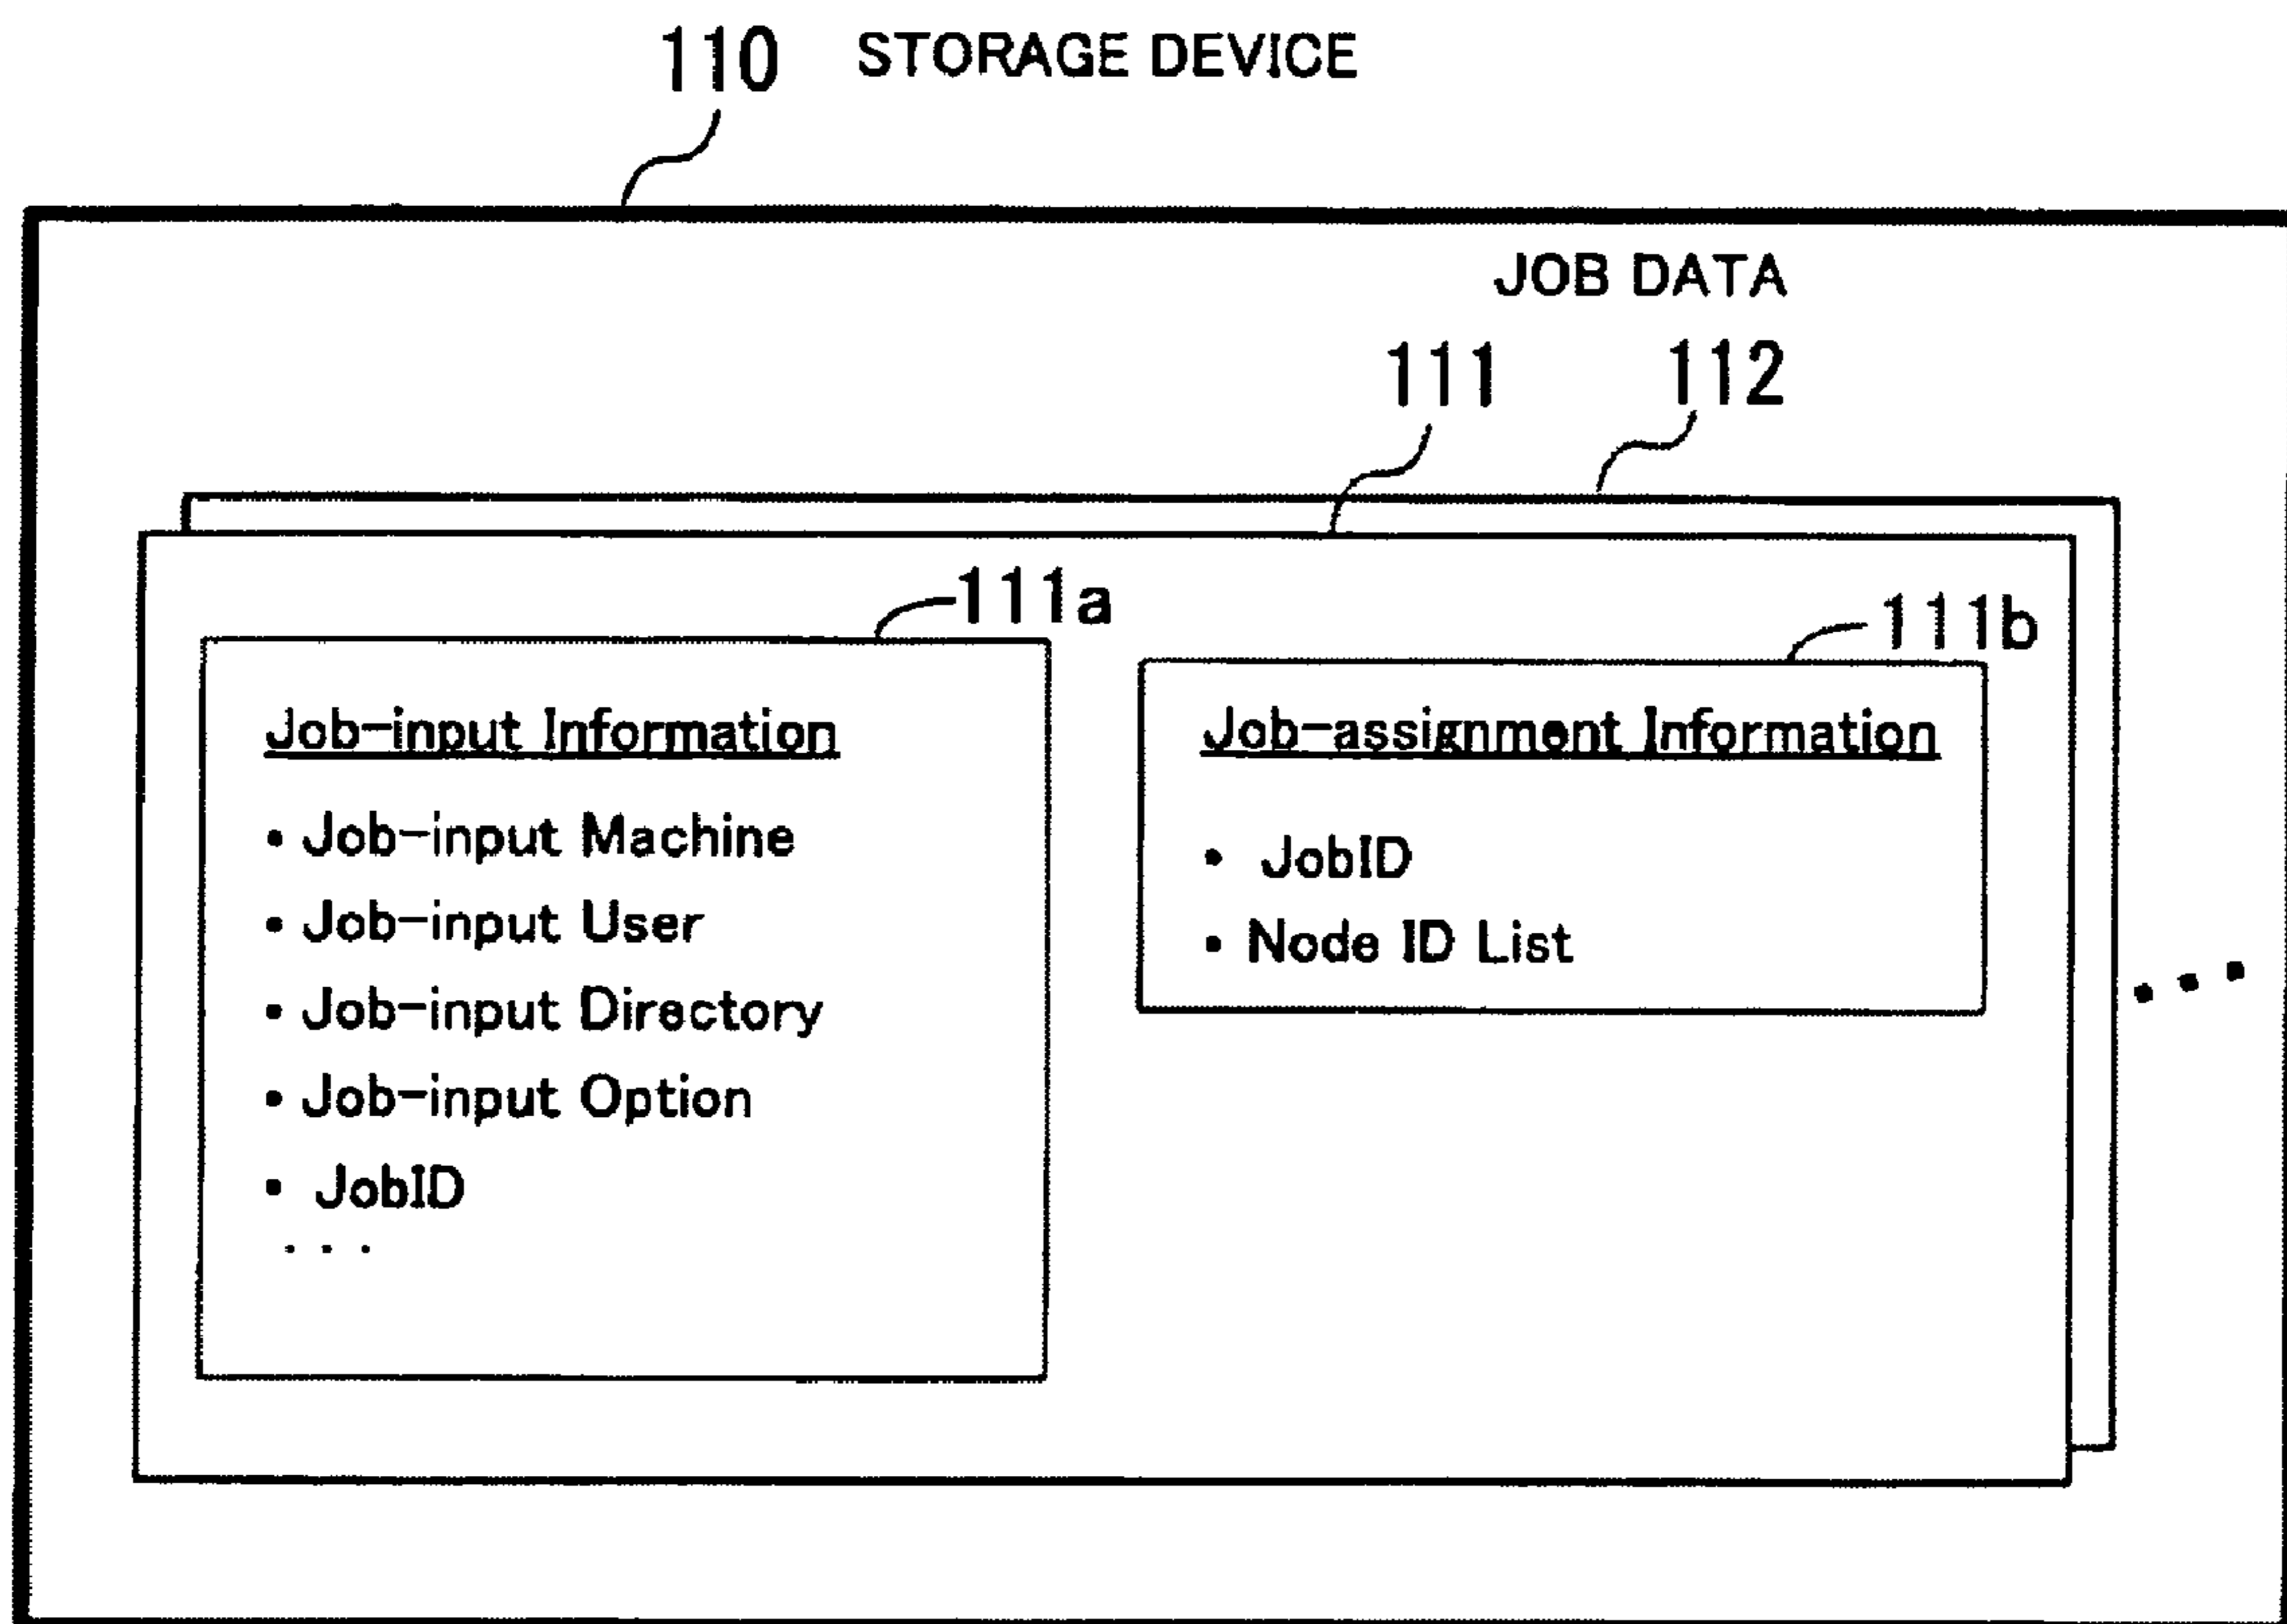 110 STORAGE DEVICE
JOB DATA
111 112
111a
Job-input Information
• Job-input Machine
• Job-input User
• Job-input Directory
• Job-input Option
• JobID
. . .
111b
Job-assignment Information
• JobID
• Node ID List
• • •